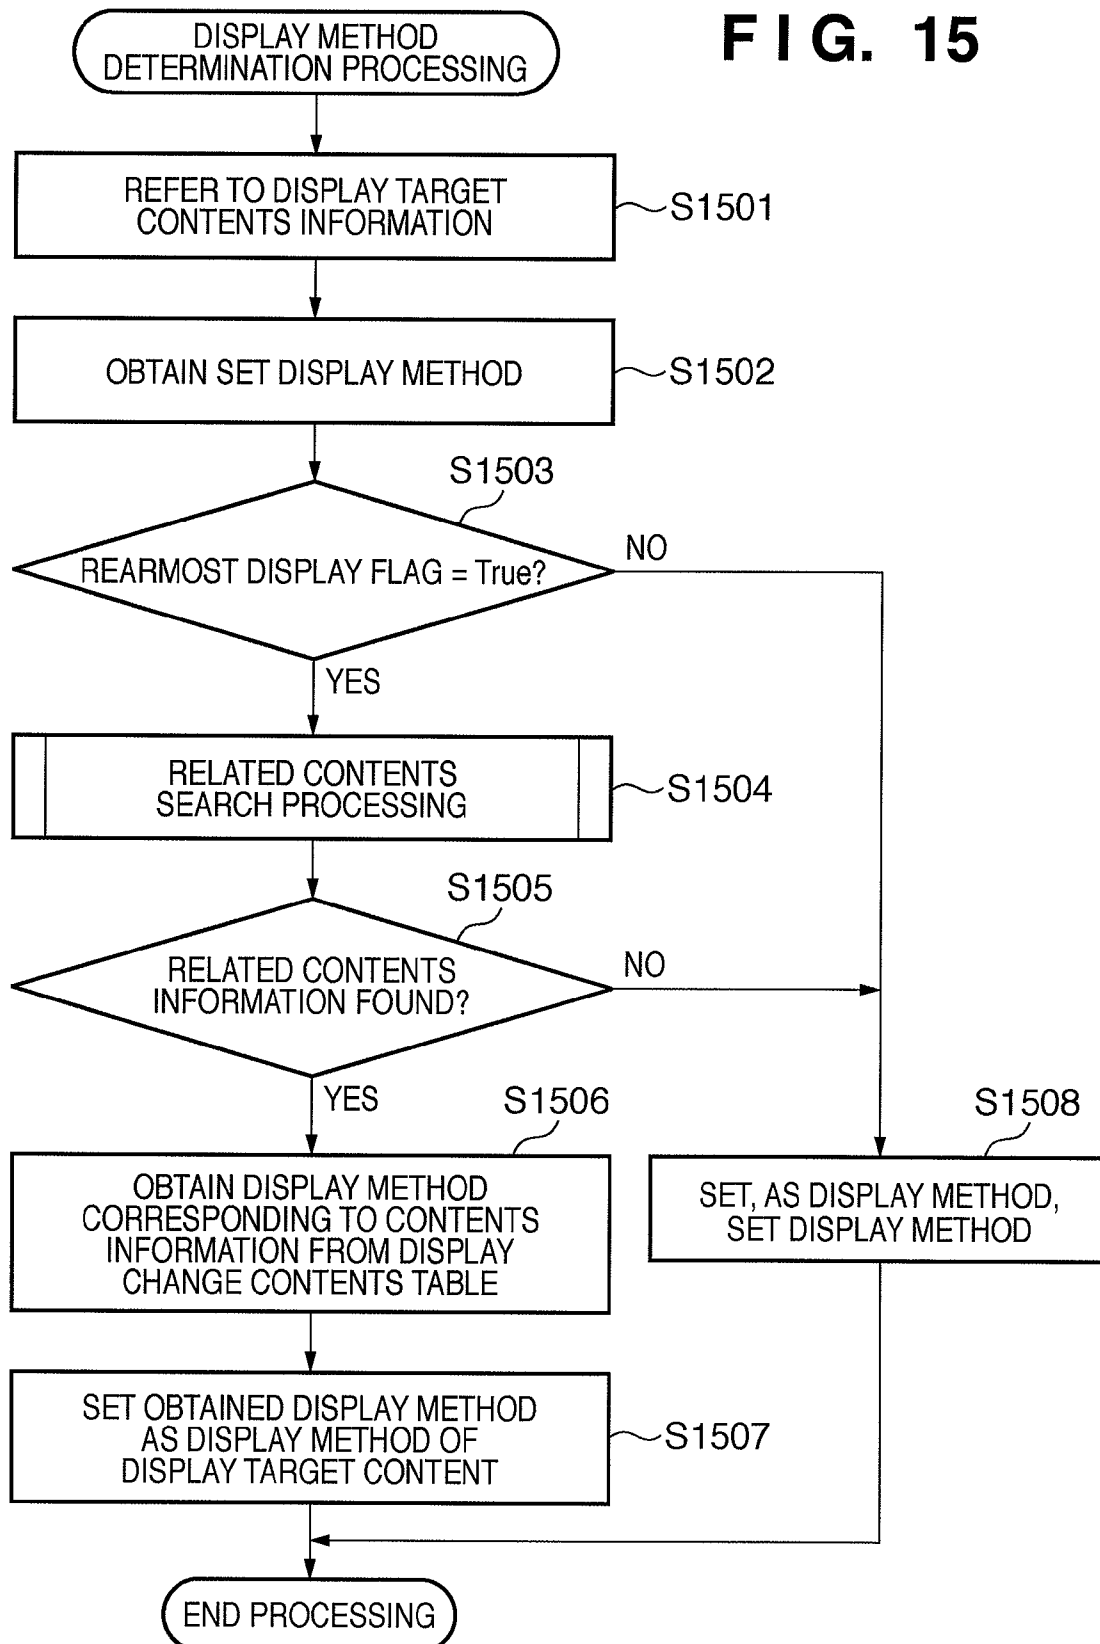 FIG. 15
DISPLAY METHOD
DETERMINATION PROCESSING
REFER TO DISPLAY TARGET
CONTENTS INFORMATION
S1501
OBTAIN SET DISPLAY METHOD
S1502
S1503
REARMOST DISPLAY FLAG = True?
NO
YES
RELATED CONTENTS
SEARCH PROCESSING
S1504
S1505
RELATED CONTENTS
INFORMATION FOUND?
NO
YES
S1506
OBTAIN DISPLAY METHOD
CORRESPONDING TO CONTENTS
INFORMATION FROM DISPLAY
CHANGE CONTENTS TABLE
S1508
SET, AS DISPLAY METHOD,
SET DISPLAY METHOD
SET OBTAINED DISPLAY METHOD
AS DISPLAY METHOD OF
DISPLAY TARGET CONTENT
S1507
END PROCESSING